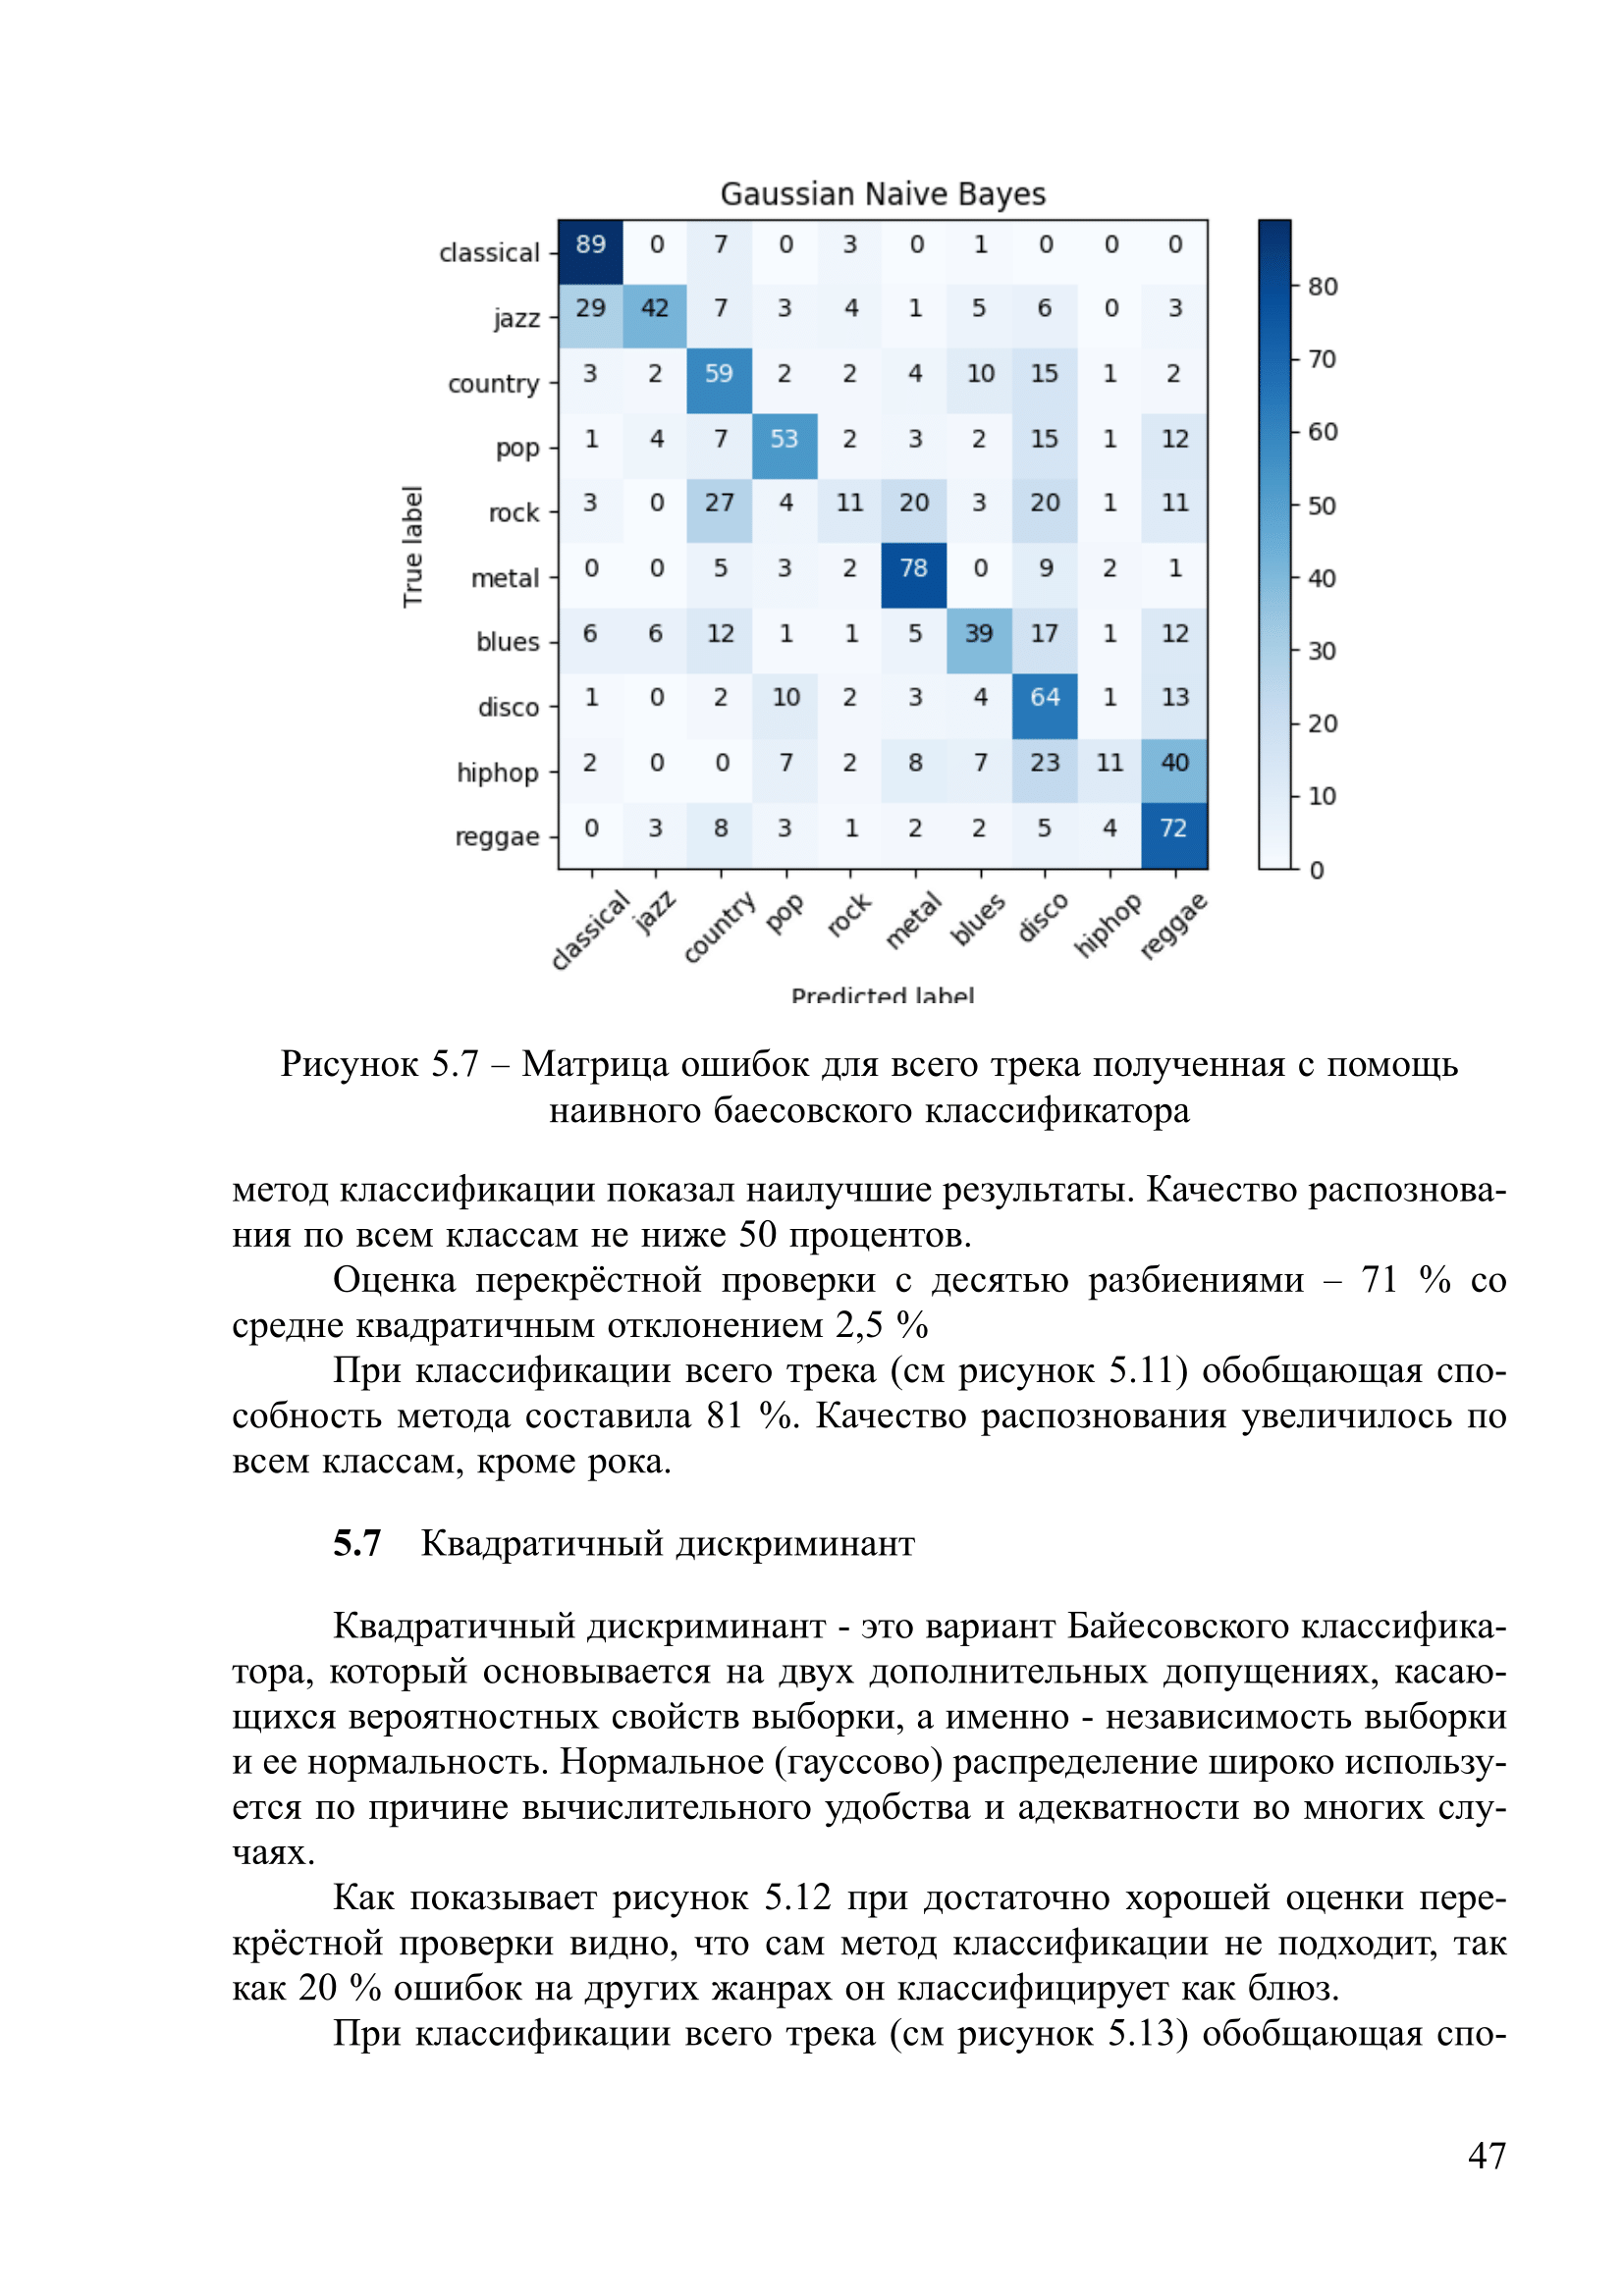 Gaussian Naive Bayes
classical 89 0 7 0 3 0 1 0 0 0
jazz 29 42 7 3 4 1 5 6 0 3
country 3 2 59 2 2 4 10 15 1 2
pop 1 4 7 53 2 3 2 15 1 12
rock 3 0 27 4 11 20 3 20 1 11
metal 0 0 5 3 2 78 0 9 2 1
blues 6 6 12 1 1 5 39 17 1 12
disco 1 0 2 10 2 3 4 64 1 13
hiphop 2 0 0 7 2 8 7 23 11 40
reggae 0 3 8 3 1 2 2 5 4 72
True label
classical jazz country pop rock metal blues disco hiphop reggae
Predicted label
80
70
60
50
40
30
20
10
0
Рисунок 5.7 – Матрица ошибок для всего трека полученная с помощь
наивного баесовского классификатора
метод классификации показал наилучшие результаты. Качество распознова-
ния по всем классам не ниже 50 процентов.
Оценка перекрёстной проверки с десятью разбиениями – 71 % со
средне квадратичным отклонением 2,5 %
При классификации всего трека (см рисунок 5.11) обобщающая спо-
собность метода составила 81 %. Качество распознования увеличилось по
всем классам, кроме рока.
5.7 Квадратичный дискриминант
Квадратичный дискриминант - это вариант Байесовского классифика-
тора, который основывается на двух дополнительных допущениях, касаю-
щихся вероятностных свойств выборки, а именно - независимость выборки
и ее нормальность. Нормальное (гауссово) распределение широко использу-
ется по причине вычислительного удобства и адекватности во многих слу-
чаях.
Как показывает рисунок 5.12 при достаточно хорошей оценки пере-
крёстной проверки видно, что сам метод классификации не подходит, так
как 20 % ошибок на других жанрах он классифицирует как блюз.
При классификации всего трека (см рисунок 5.13) обобщающая спо-
47